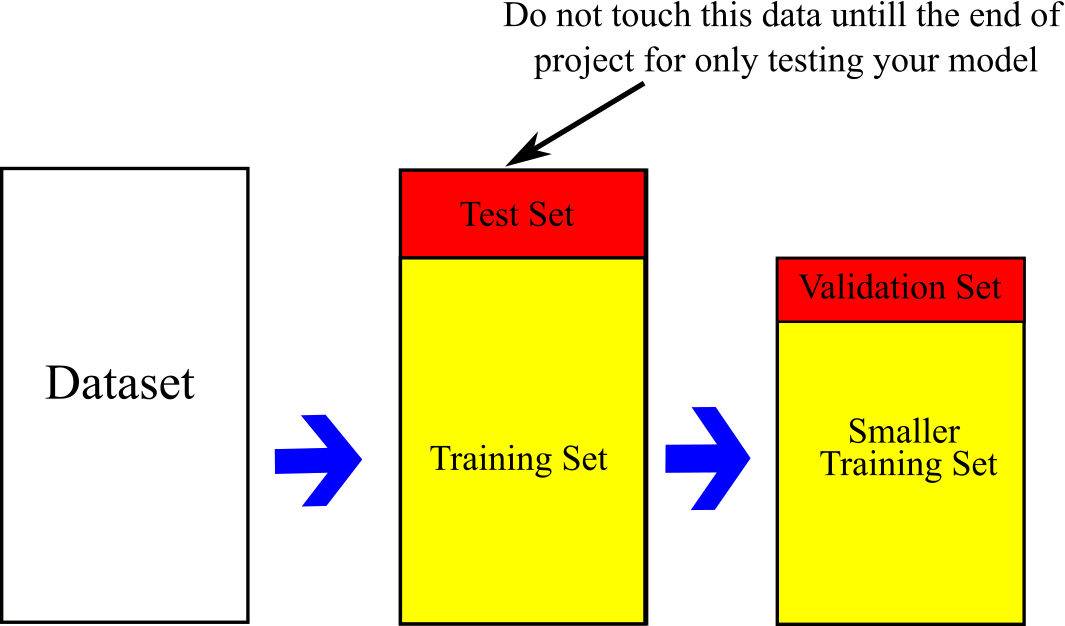 Do not touch this data untill the end of
project for only testing your model
Dataset
Test Set
Training Set
Validation Set
Smaller
Training Set